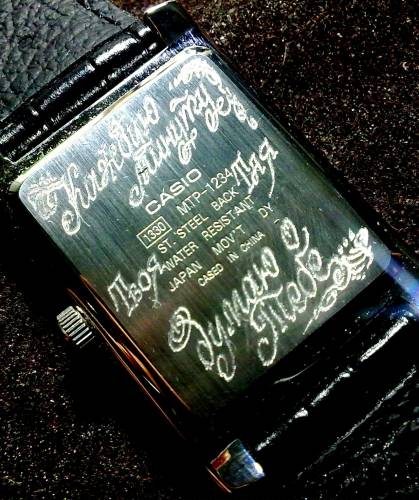 Каждую
минуту
CASIO
1330 MTP-1234
ST. STEEL BACK
WATER RESISTANT
JAPAN MOV'T DY
CASED IN CHINA
Твоя
Тая
Думаю о
Тебе